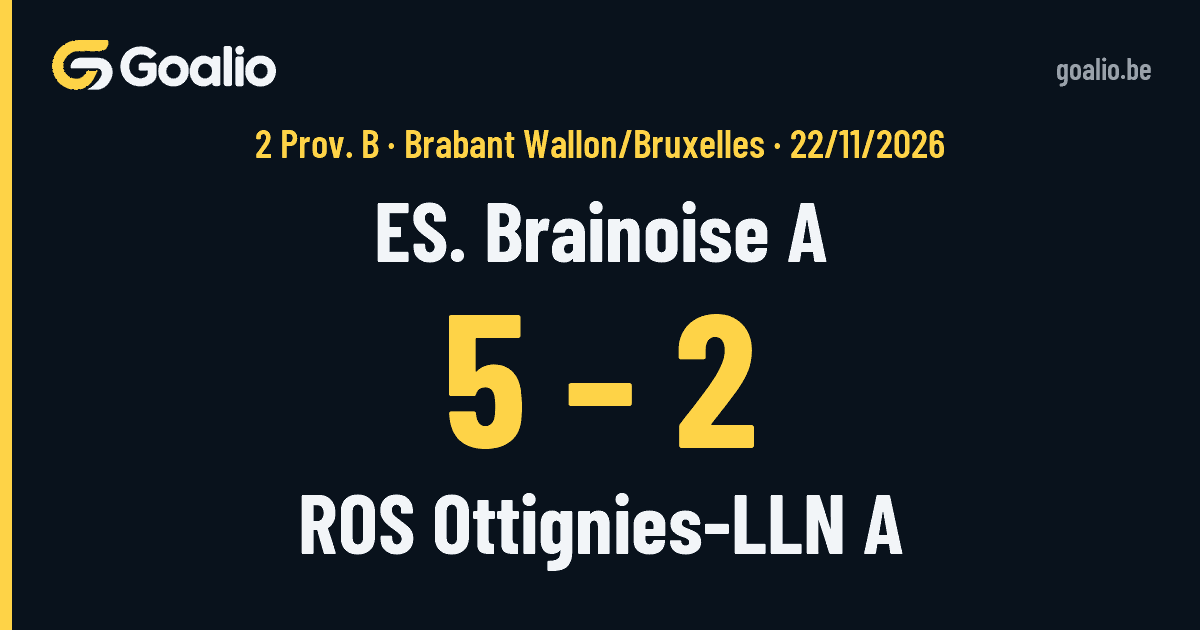 Goalio
goalio.be
2 Prov. B · Brabant Wallon/Bruxelles · 22/11/2026
ES. Brainoise A
5 – 2
ROS Ottignies-LLN A